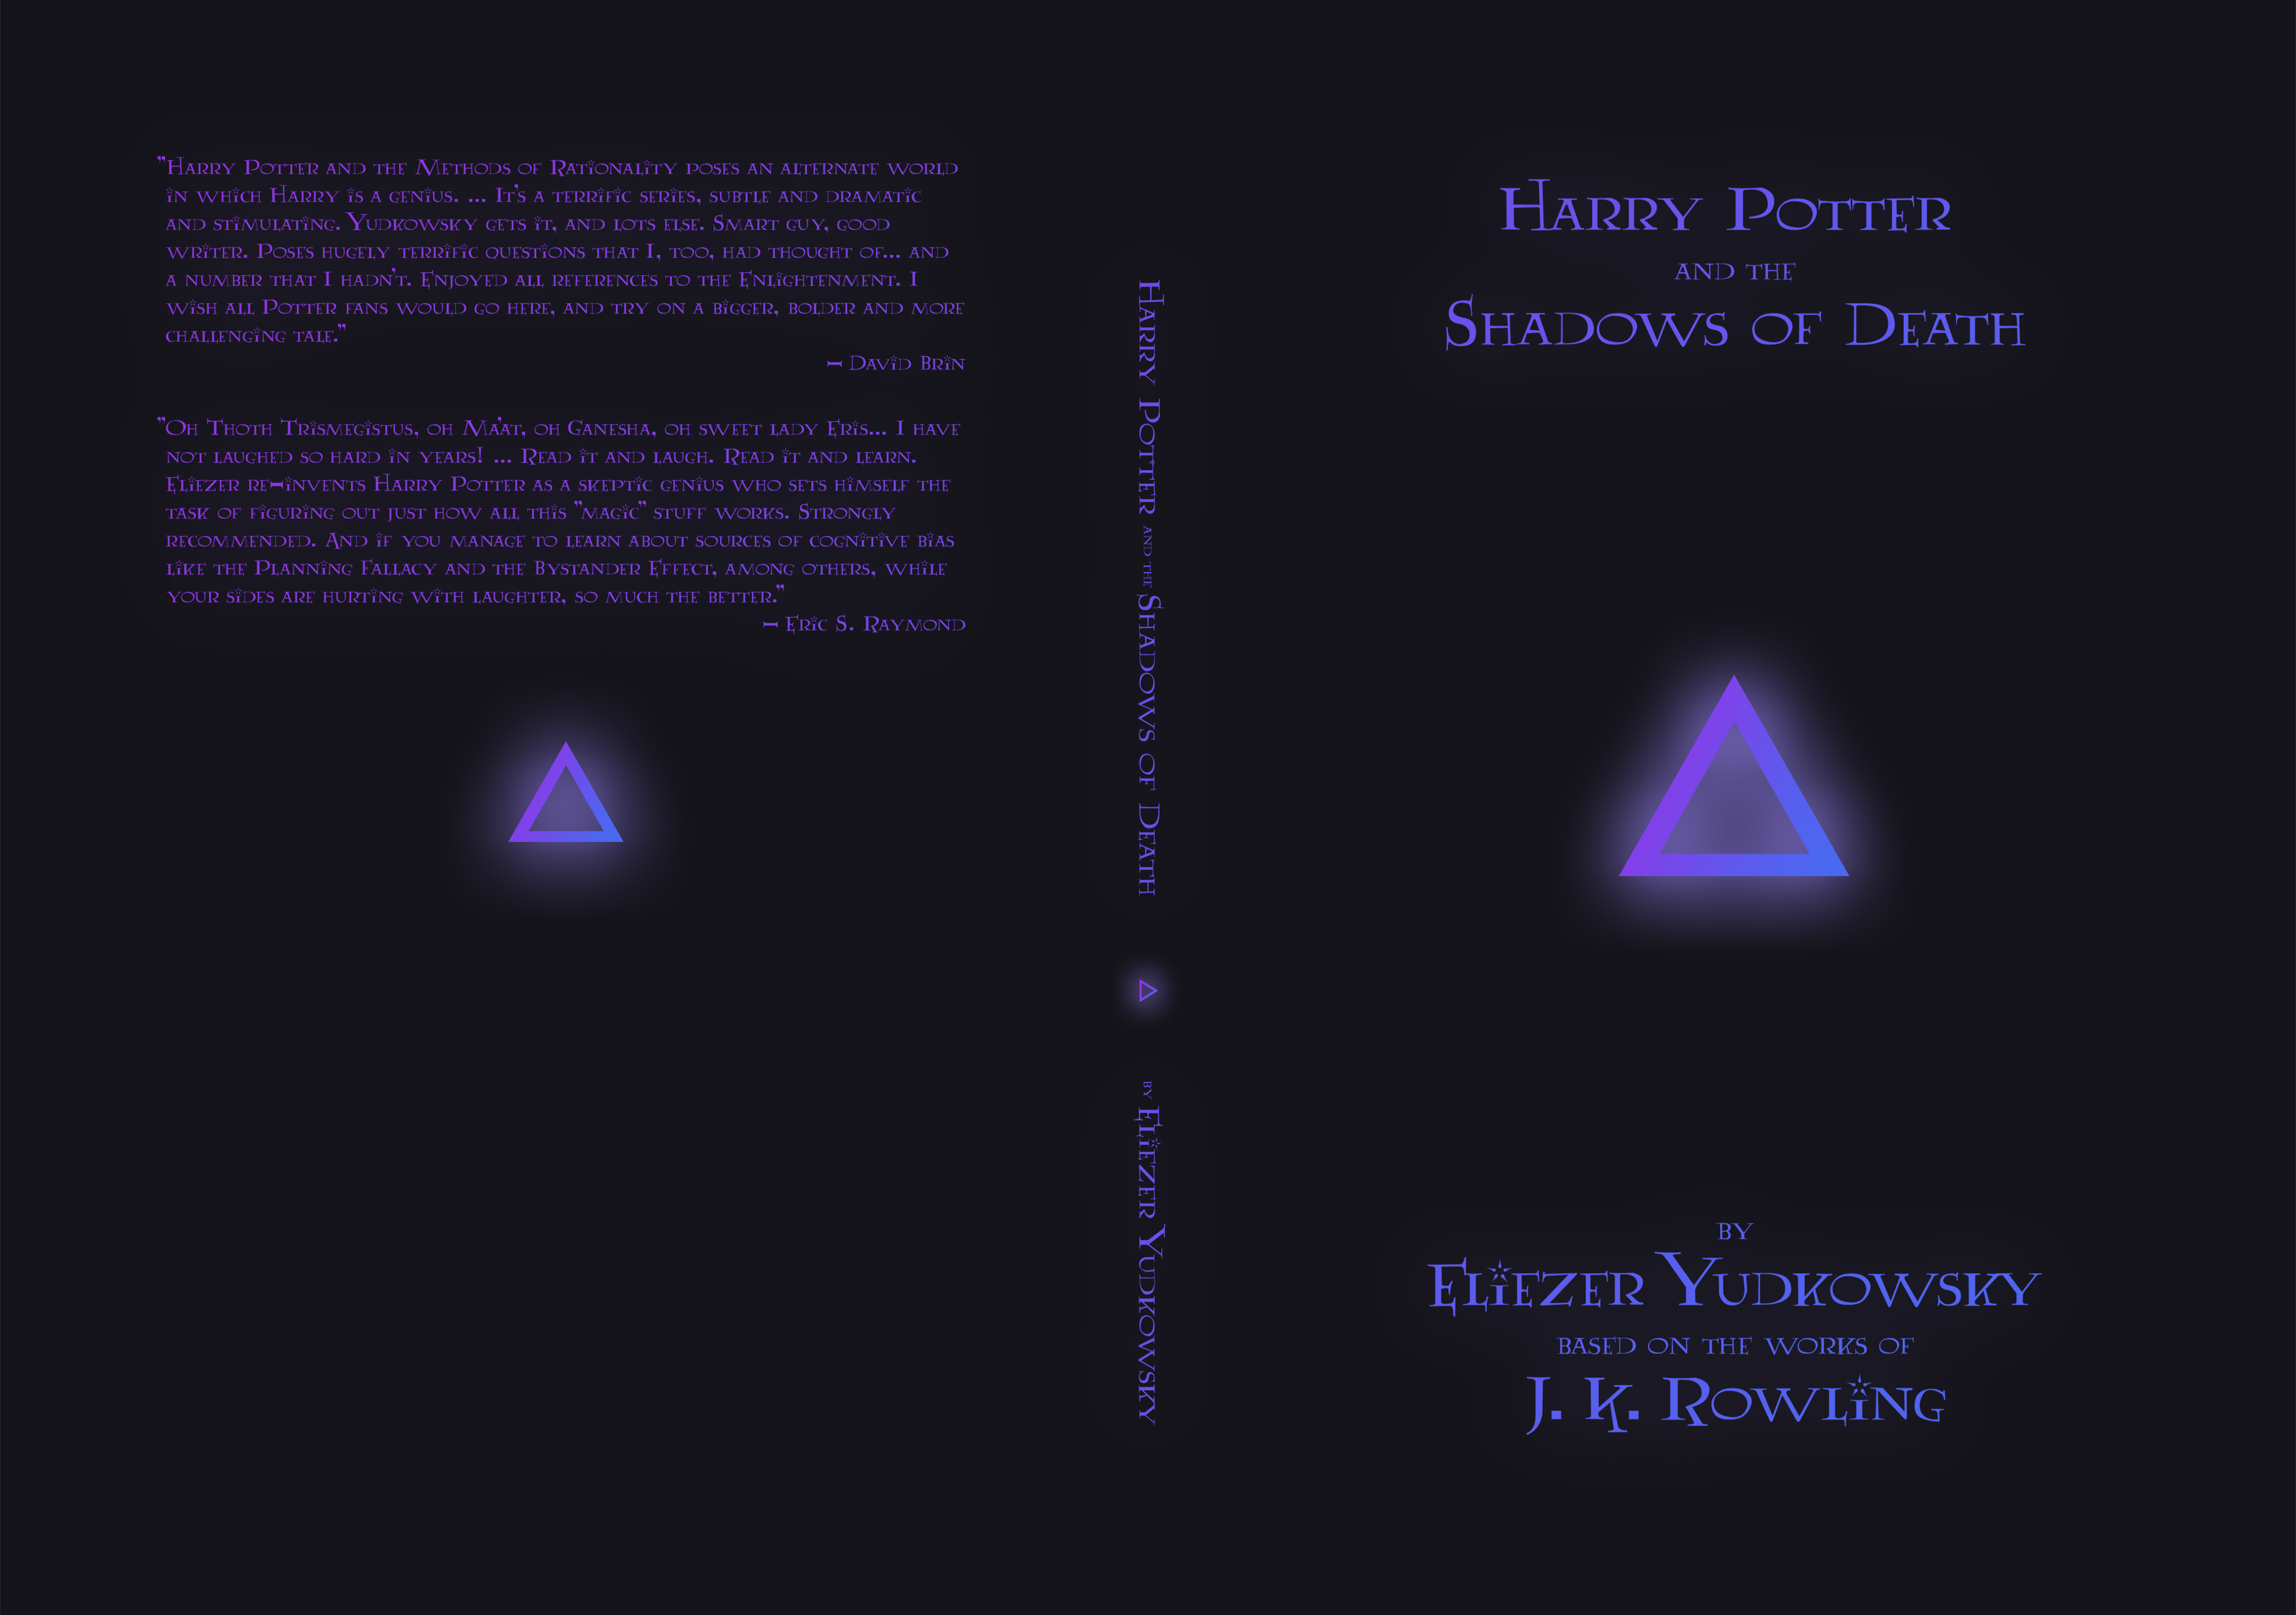 "Harry Potter and the Methods of Rationality poses an alternate world
in which Harry is a genius. ... It's a terrific series, subtle and dramatic
and stimulating. Yudkowsky gets it, and lots else. Smart guy, good
writer. Poses hugely terrific questions that I, too, had thought of... and
a number that I hadn't. Enjoyed all references to the Enlightenment. I
wish all Potter fans would go here, and try on a bigger, bolder and more
challenging tale."
– David Brin
"Oh Thoth Trismegistus, oh Ma'at, oh Ganesha, oh sweet lady Eris... I have
not laughed so hard in years! ... Read it and laugh. Read it and learn.
Eliezer re-invents Harry Potter as a skeptic genius who sets himself the
task of figuring out just how all this "magic" stuff works. Strongly
recommended. And if you manage to learn about sources of cognitive bias
like the Planning Fallacy and the Bystander Effect, among others, while
your sides are hurting with laughter, so much the better."
– Eric S. Raymond
Harry Potter and the Shadows of Death
by Eliezer Yudkowsky
Harry Potter
and the
Shadows of Death
by
Eliezer Yudkowsky
based on the works of
J. K. Rowling